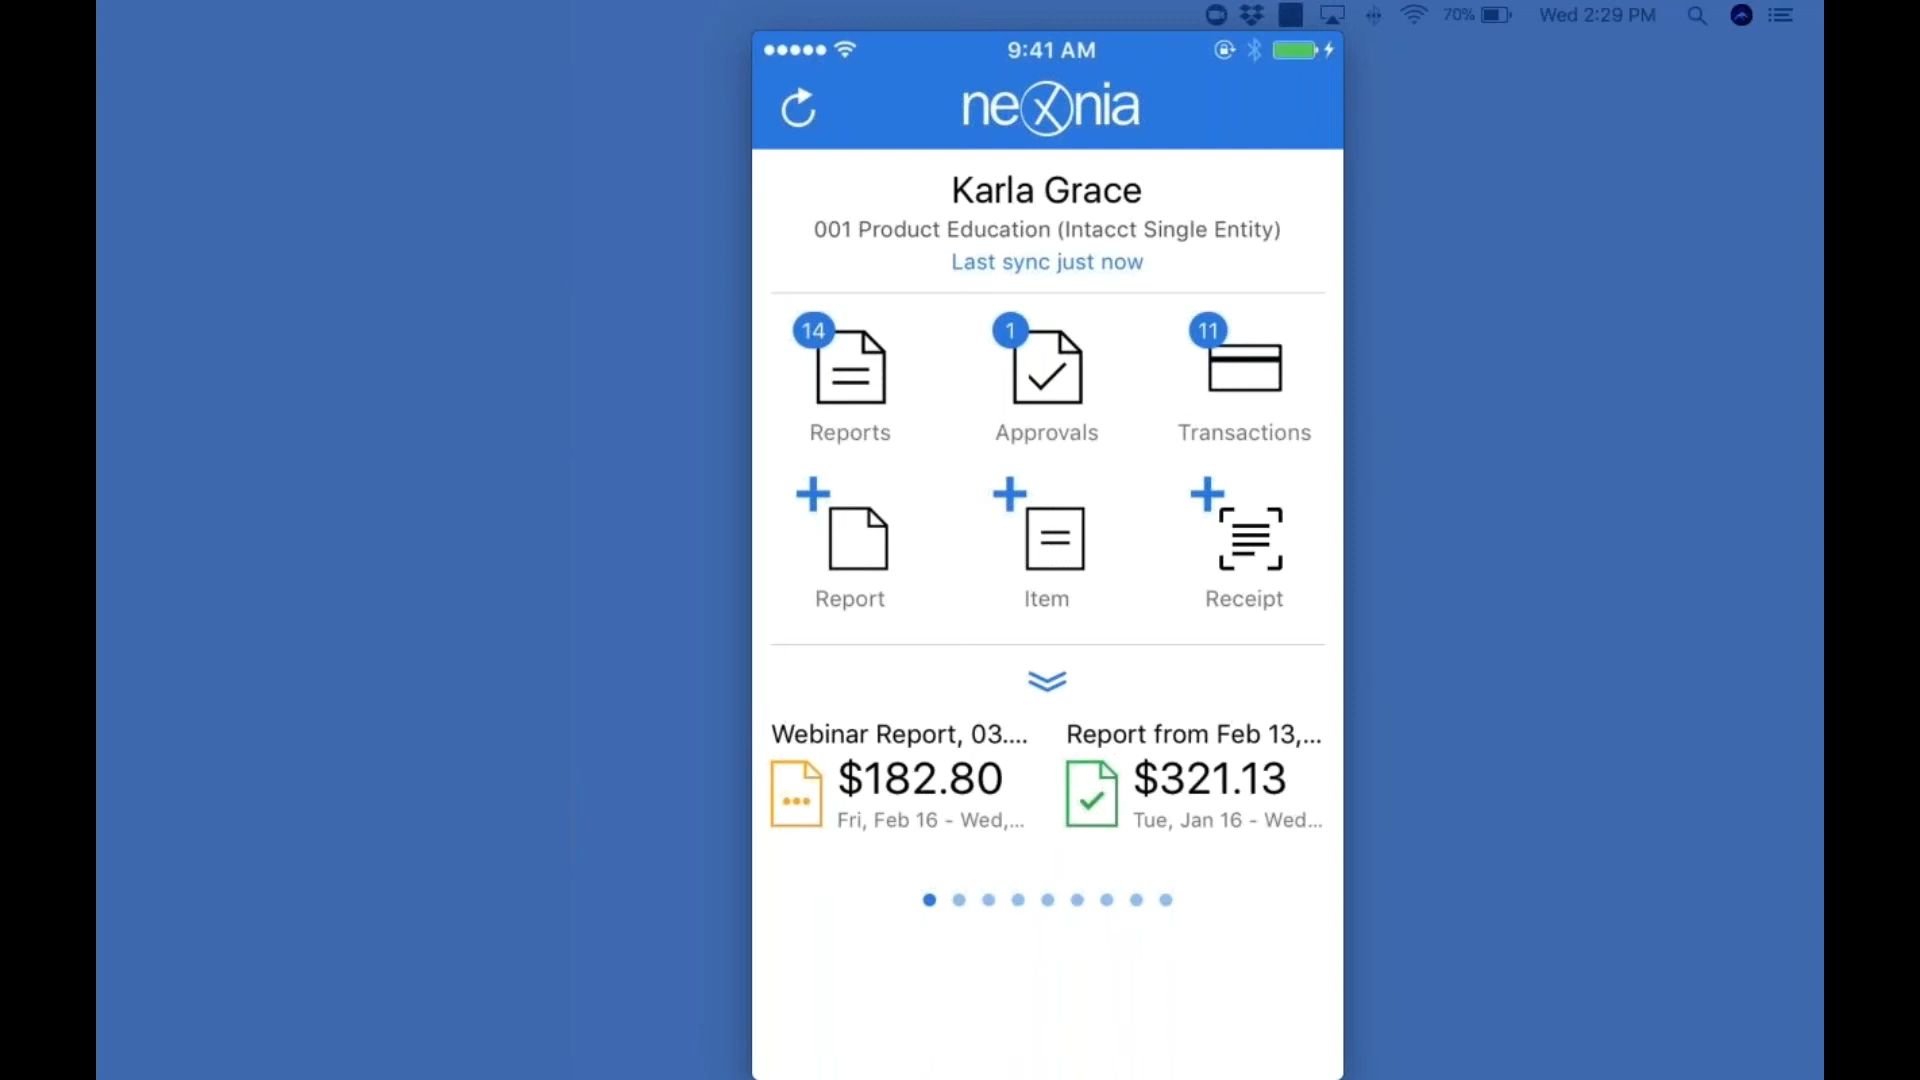 70% Wed 2:29 PM
9:41 AM
nexonia
Karla Grace
001 Product Education (Intacct Single Entity)
Last sync just now
14 1 11
Reports Approvals Transactions
Report Item Receipt
Webinar Report, 03.... Report from Feb 13,...
$182.80 $321.13
Fri, Feb 16 - Wed,... Tue, Jan 16 - Wed...